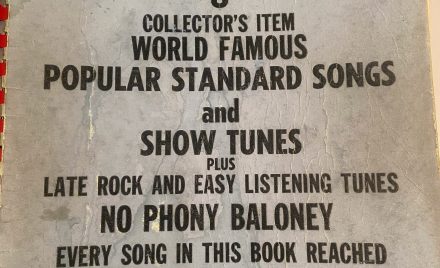 COLLECTOR'S ITEM
WORLD FAMOUS
POPULAR STANDARD SONGS
and
SHOW TUNES
PLUS
LATE ROCK AND EASY LISTENING TUNES
NO PHONY BALONEY
EVERY SONG IN THIS BOOK REACHED